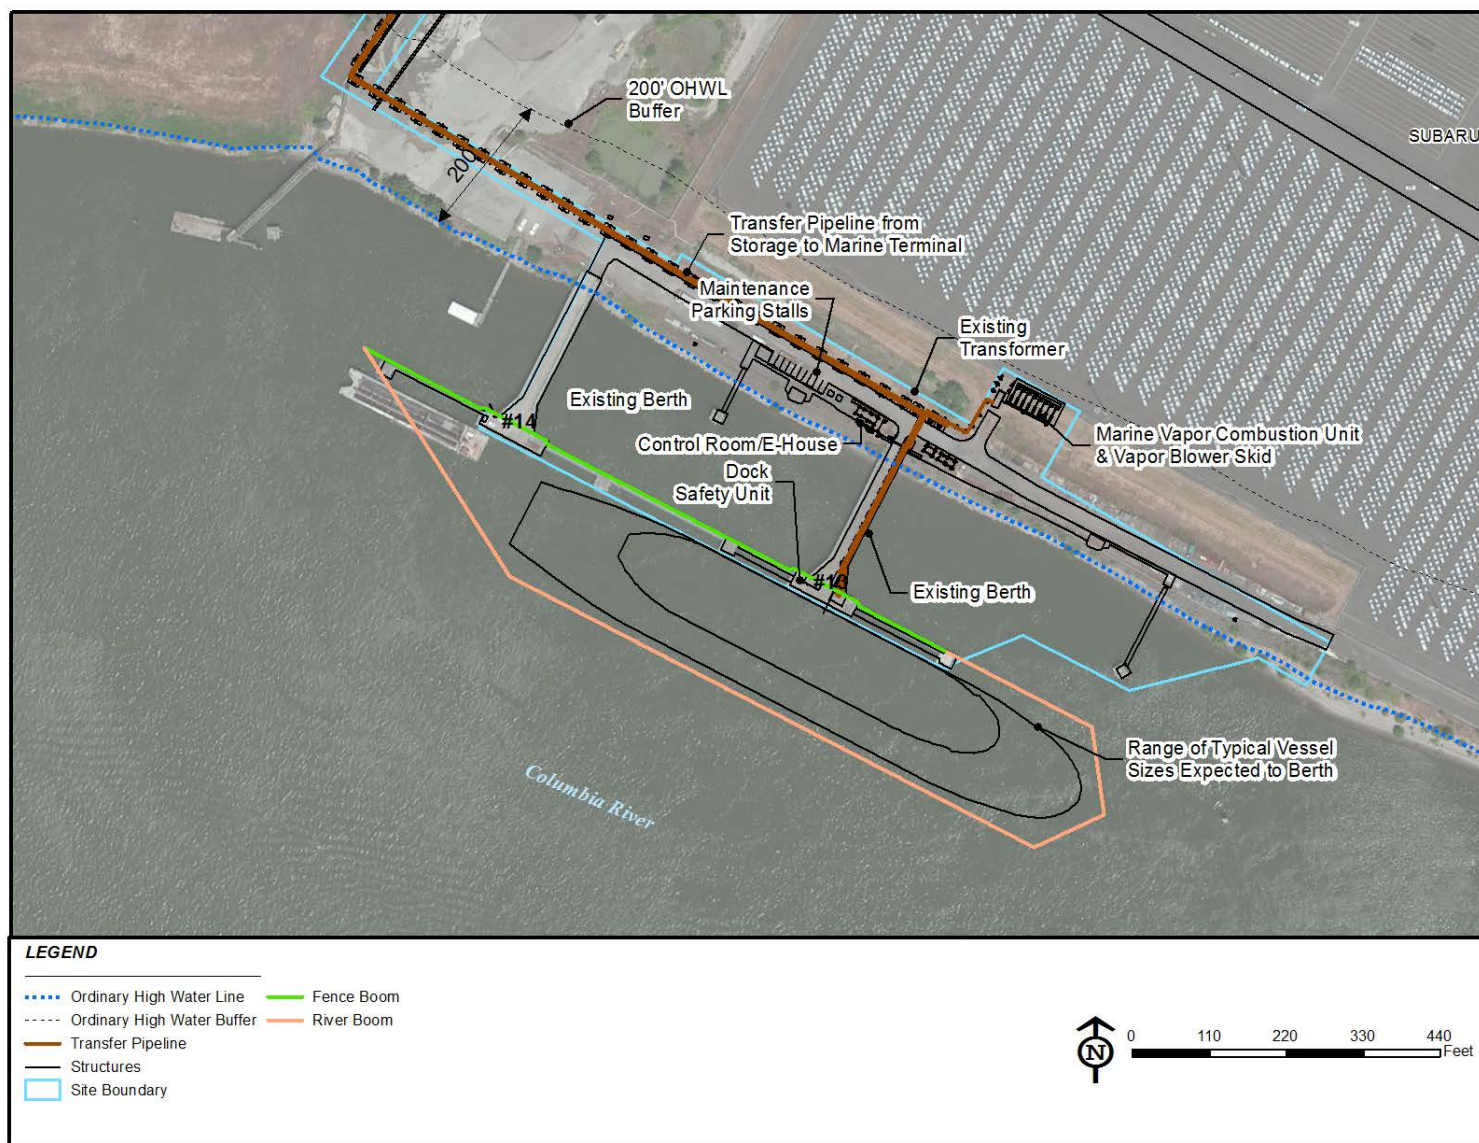 200' OHWL
Buffer
SUBARU
200'
Transfer Pipeline from
Storage to Marine Terminal
Maintenance
Parking Stalls
Existing
Transformer
Existing Berth
#14
Control Room/E-House
Marine Vapor Combustion Unit
& Vapor Blower Skid
Dock
Safety Unit
#13
Existing Berth
Range of Typical Vessel
Sizes Expected to Berth
Columbia River
LEGEND
Ordinary High Water Line
Ordinary High Water Buffer
Transfer Pipeline
Structures
Site Boundary
Fence Boom
River Boom
N
0 110 220 330 440
Feet